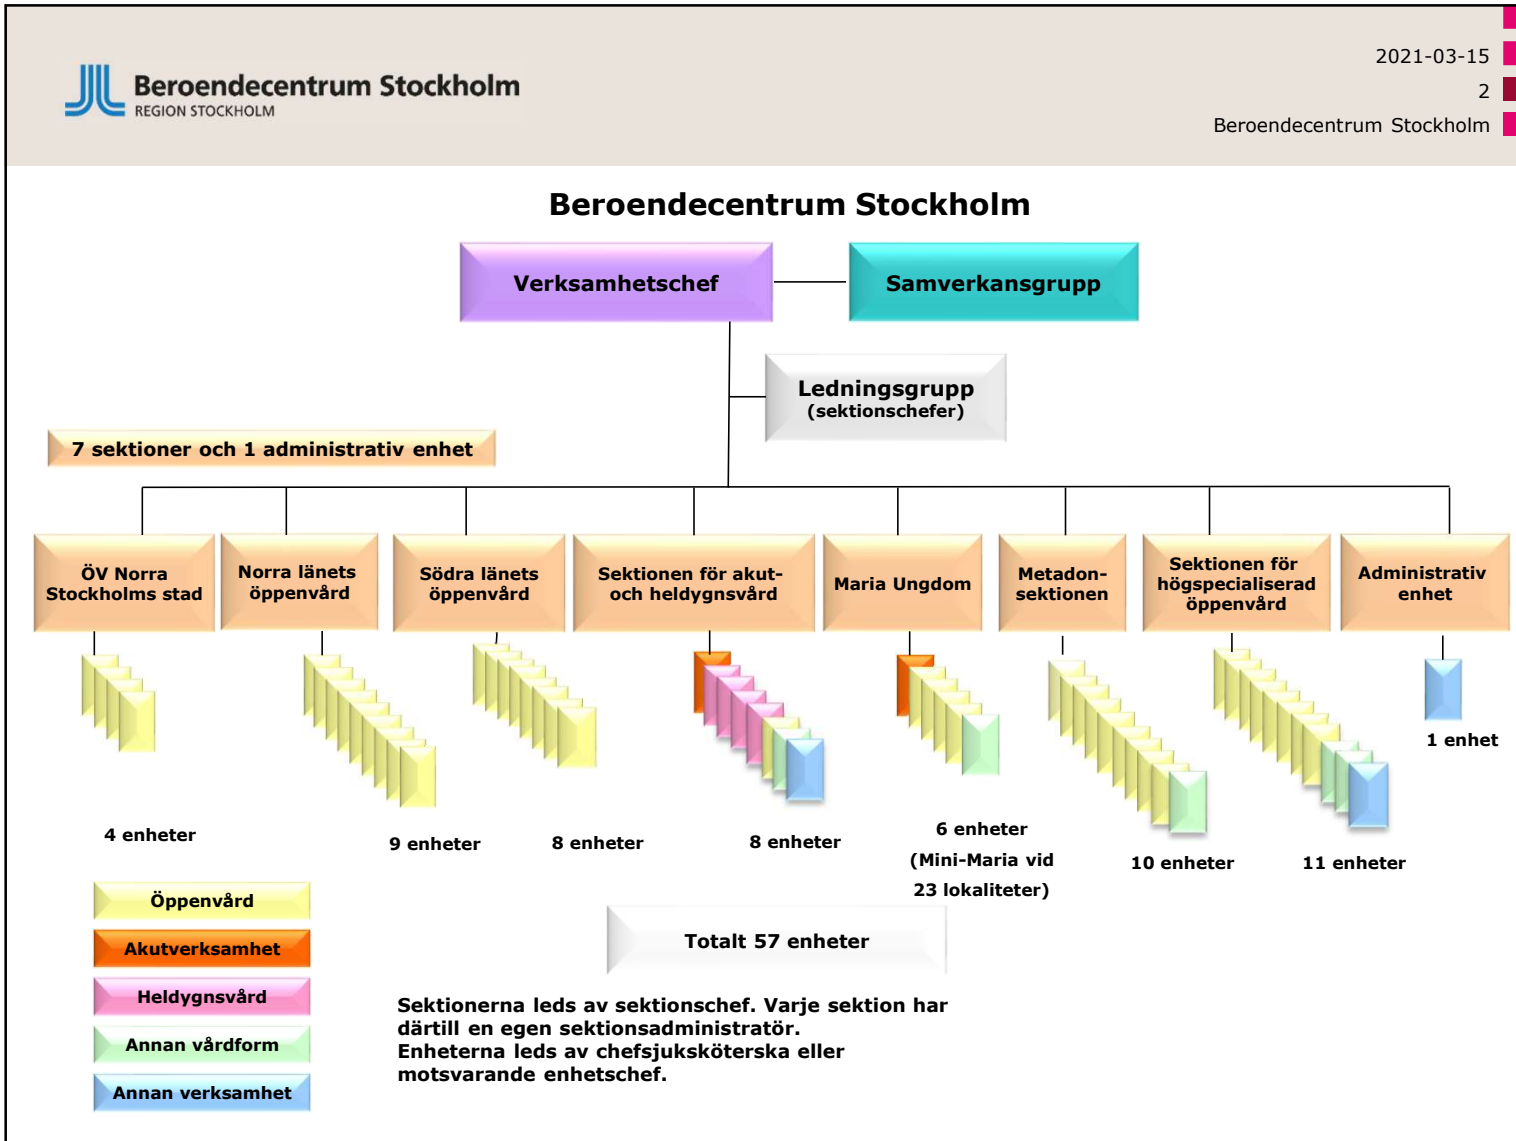 Beroendecentrum Stockholm
REGION STOCKHOLM
2021-03-15
2
Beroendecentrum Stockholm
Beroendecentrum Stockholm
Verksamhetschef
Samverkansgrupp
Ledningsgrupp
(sektionschefer)
7 sektioner och 1 administrativ enhet
ÖV Norra
Stockholms stad
Norra länets
öppenvård
Södra länets
öppenvård
Sektionen för akut-
och heldygnsvård
Maria Ungdom
Metadon-
sektionen
Sektionen för
högspecialiserad
öppenvård
Administrativ
enhet
4 enheter
9 enheter
8 enheter
8 enheter
6 enheter
(Mini-Maria vid
23 lokaliteter)
10 enheter
11 enheter
1 enhet
Öppenvård
Akutverksamhet
Heldygnsvård
Annan vårdform
Annan verksamhet
Totalt 57 enheter
Sektionerna leds av sektionschef. Varje sektion har
därtill en egen sektionsadministratör.
Enheterna leds av chefsjuksköterska eller
motsvarande enhetschef.